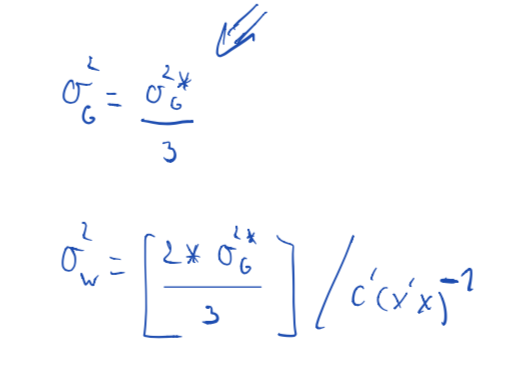 σ²_G = σ²*_G / 3
σ²_w = [2* σ²*_G / 3] / c'(x'x)⁻¹